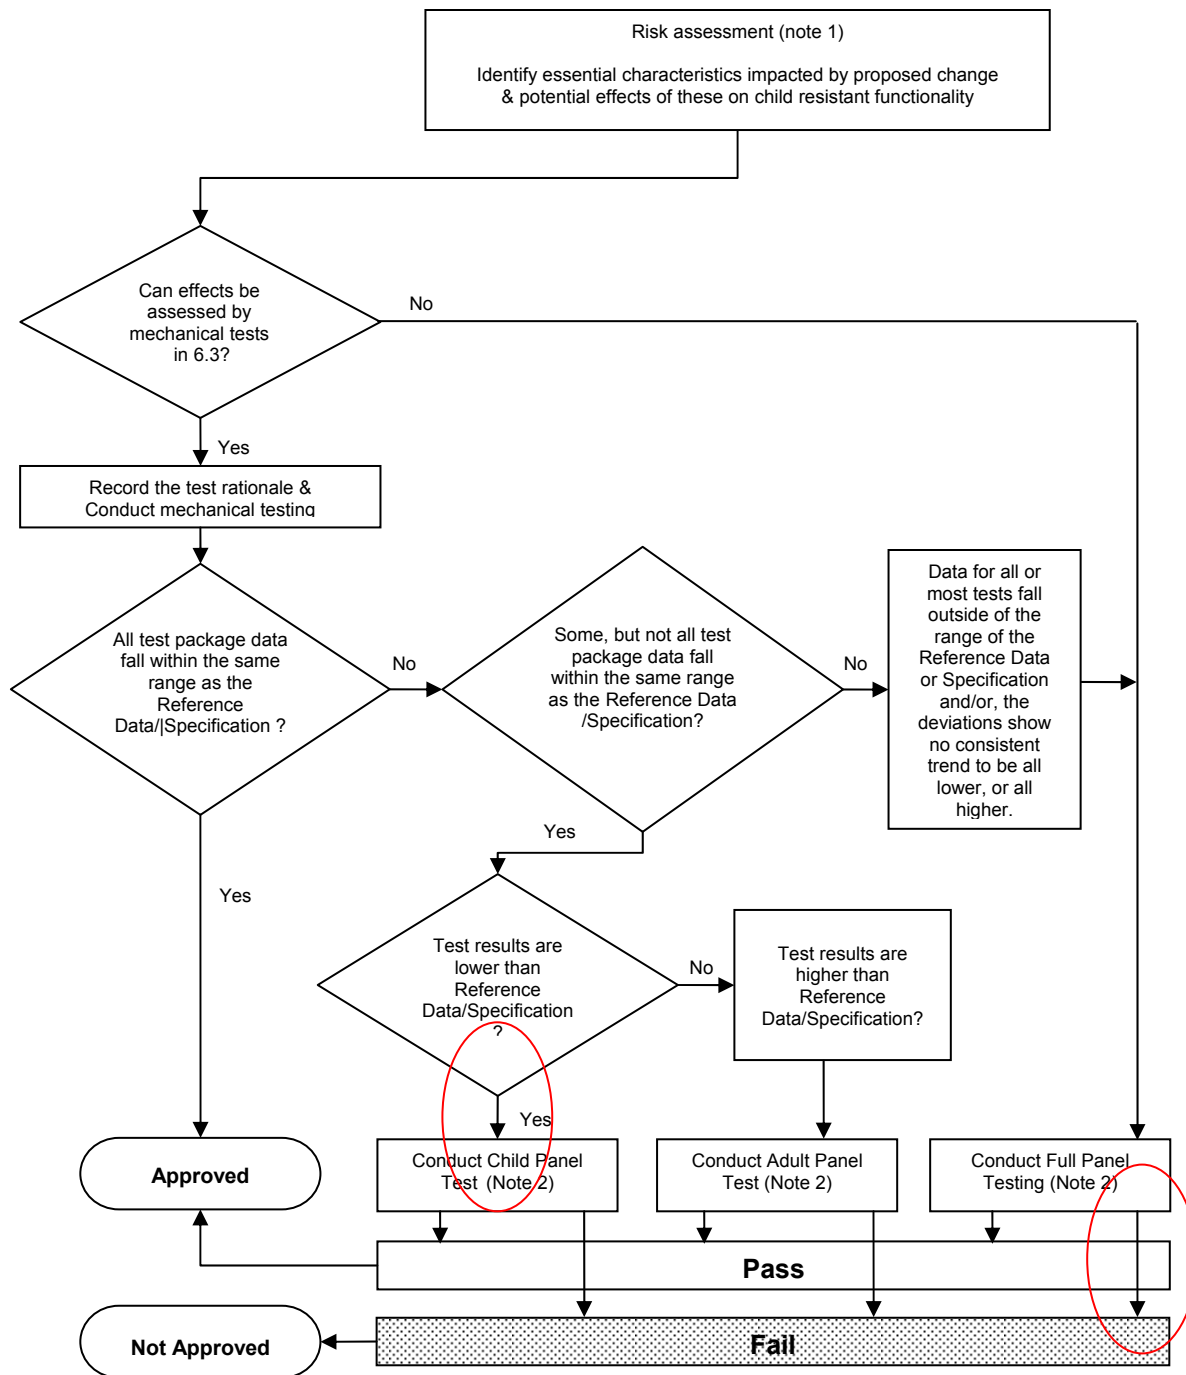 Risk assessment (note 1)
Identify essential characteristics impacted by proposed change
& potential effects of these on child resistant functionality
Can effects be
assessed by
mechanical tests
in 6.3?
No
Yes
Record the test rationale &
Conduct mechanical testing
All test package data
fall within the same
range as the
Reference
Data/|Specification ?
No
Some, but not all test
package data fall
within the same range
as the Reference Data
/Specification?
No
Data for all or
most tests fall
outside of the
range of the
Reference Data
or Specification
and/or, the
deviations show
no consistent
trend to be all
lower, or all
higher.
Yes
Yes
Test results are
lower than
Reference
Data/Specification
?
No
Test results are
higher than
Reference
Data/Specification?
Yes
Approved
Conduct Child Panel
Test (Note 2)
Conduct Adult Panel
Test (Note 2)
Conduct Full Panel
Testing (Note 2)
Pass
Not Approved
Fail